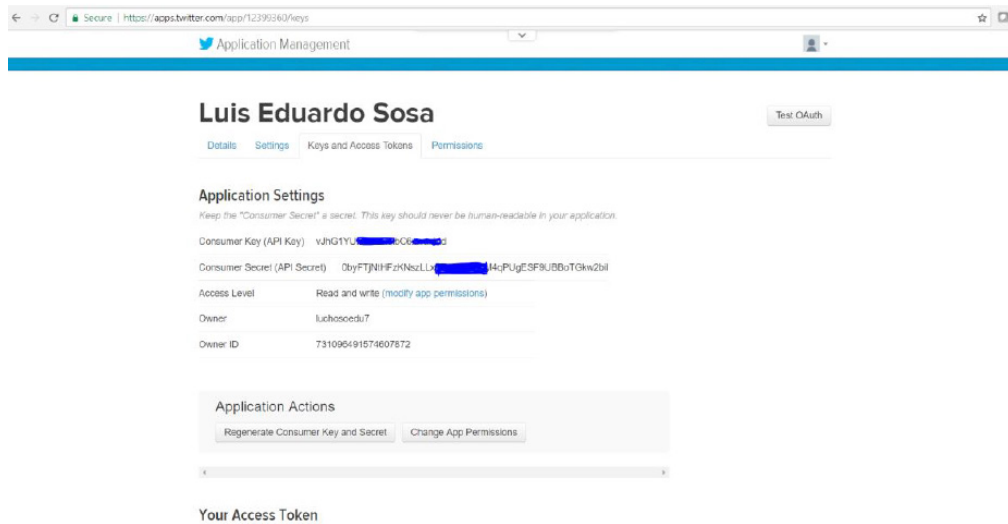 Secure | https://apps.twitter.com/app/12399360/keys
Application Management
Luis Eduardo Sosa
Test OAuth
Details Settings Keys and Access Tokens Permissions
Application Settings
Keep the "Consumer Secret" a secret. This key should never be human-readable in your application.
Consumer Key (API Key)
Consumer Secret (API Secret)
Access Level Read and write (modify app permissions)
Owner luchosoedu7
Owner ID 731096491574607872
Application Actions
Regenerate Consumer Key and Secret Change App Permissions
Your Access Token